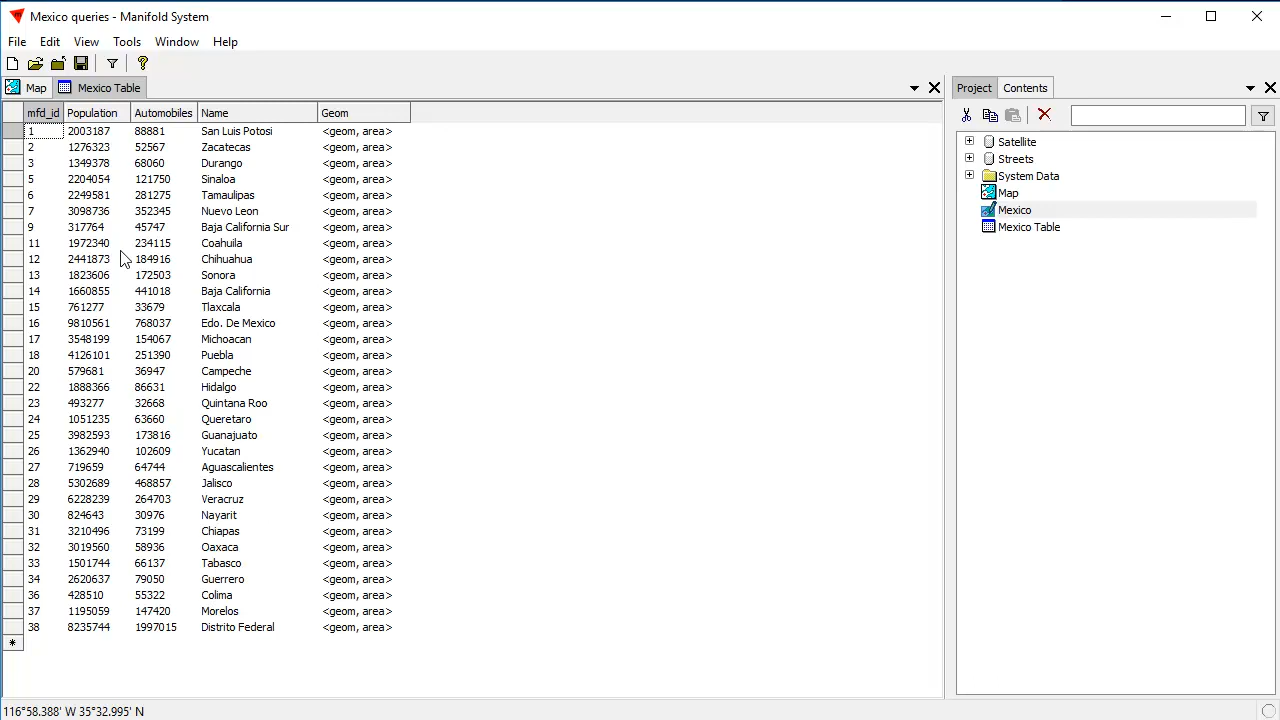 Mexico queries - Manifold System
File Edit View Tools Window Help
Map Mexico Table
Project Contents
mfd_id Population Automobiles Name Geom
1 2003187 88881 San Luis Potosi <geom, area>
2 1276323 52567 Zacatecas <geom, area>
3 1349378 68060 Durango <geom, area>
5 2204054 121750 Sinaloa <geom, area>
6 2249581 281275 Tamaulipas <geom, area>
7 3098736 352345 Nuevo Leon <geom, area>
9 317764 45747 Baja California Sur <geom, area>
11 1972340 234115 Coahuila <geom, area>
12 2441873 184916 Chihuahua <geom, area>
13 1823606 172503 Sonora <geom, area>
14 1660855 441018 Baja California <geom, area>
15 761277 33679 Tlaxcala <geom, area>
16 9810561 768037 Edo. De Mexico <geom, area>
17 3548199 154067 Michoacan <geom, area>
18 4126101 251390 Puebla <geom, area>
20 579681 36947 Campeche <geom, area>
22 1888366 86631 Hidalgo <geom, area>
23 493277 32668 Quintana Roo <geom, area>
24 1051235 63660 Queretaro <geom, area>
25 3982593 173816 Guanajuato <geom, area>
26 1362940 102609 Yucatan <geom, area>
27 719659 64744 Aguascalientes <geom, area>
28 5302689 468857 Jalisco <geom, area>
29 6228239 264703 Veracruz <geom, area>
30 824643 30976 Nayarit <geom, area>
31 3210496 73199 Chiapas <geom, area>
32 3019560 58936 Oaxaca <geom, area>
33 1501744 66137 Tabasco <geom, area>
34 2620637 79050 Guerrero <geom, area>
36 428510 55322 Colima <geom, area>
37 1195059 147420 Morelos <geom, area>
38 8235744 1997015 Distrito Federal <geom, area>
Satellite
Streets
System Data
Map
Mexico
Mexico Table
116°58.388' W 35°32.995' N